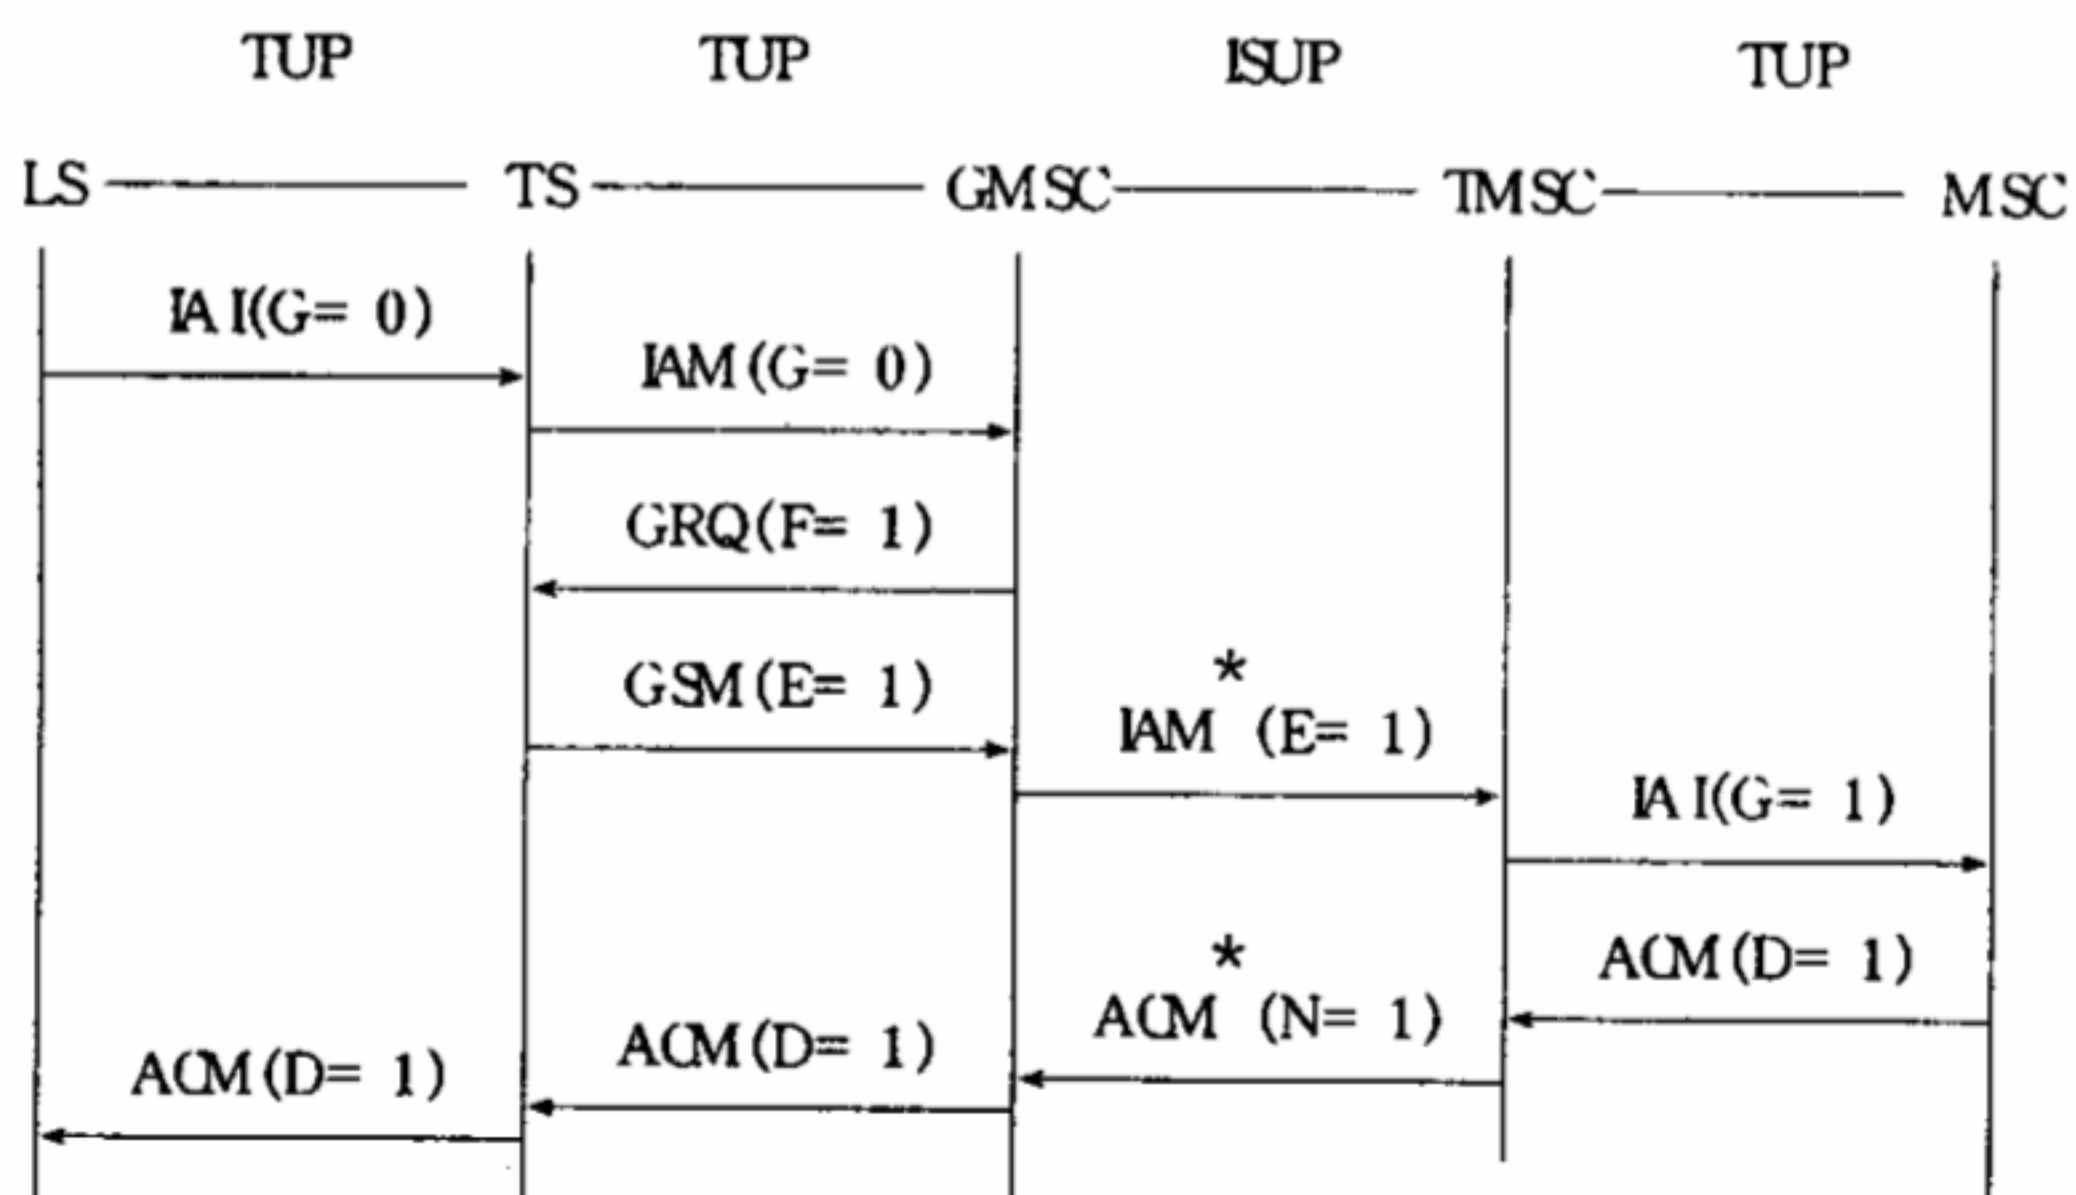 TUP TUP ISUP TUP
LS TS GMSC TMSC MSC
IAI(G= 0)
IAM(G= 0)
GRQ(F= 1)
GSM(E= 1)
*
IAM (E= 1)
IAI(G= 1)
ACM(D= 1)
*
ACM (N= 1)
ACM(D= 1)
ACM(D= 1)